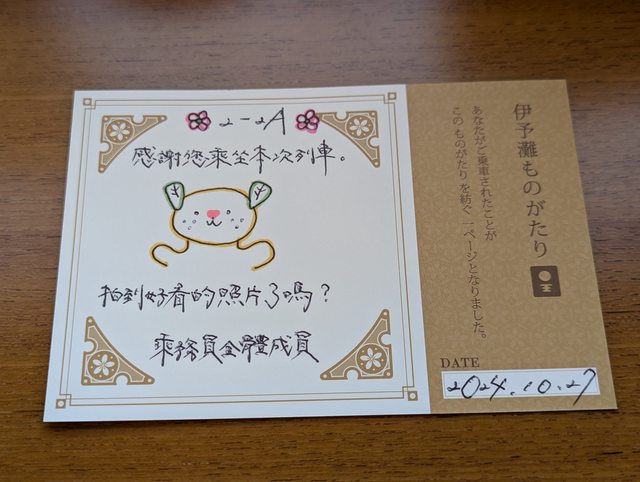 2-2A
感謝您乘坐本次列車。
拍到好看的照片了嗎？
乘務員全體成員
伊予灘ものがたり
あなたがご乗車されたことが
このものがたりを紡ぐ一ページとなりました。
DATE
2024.10.27